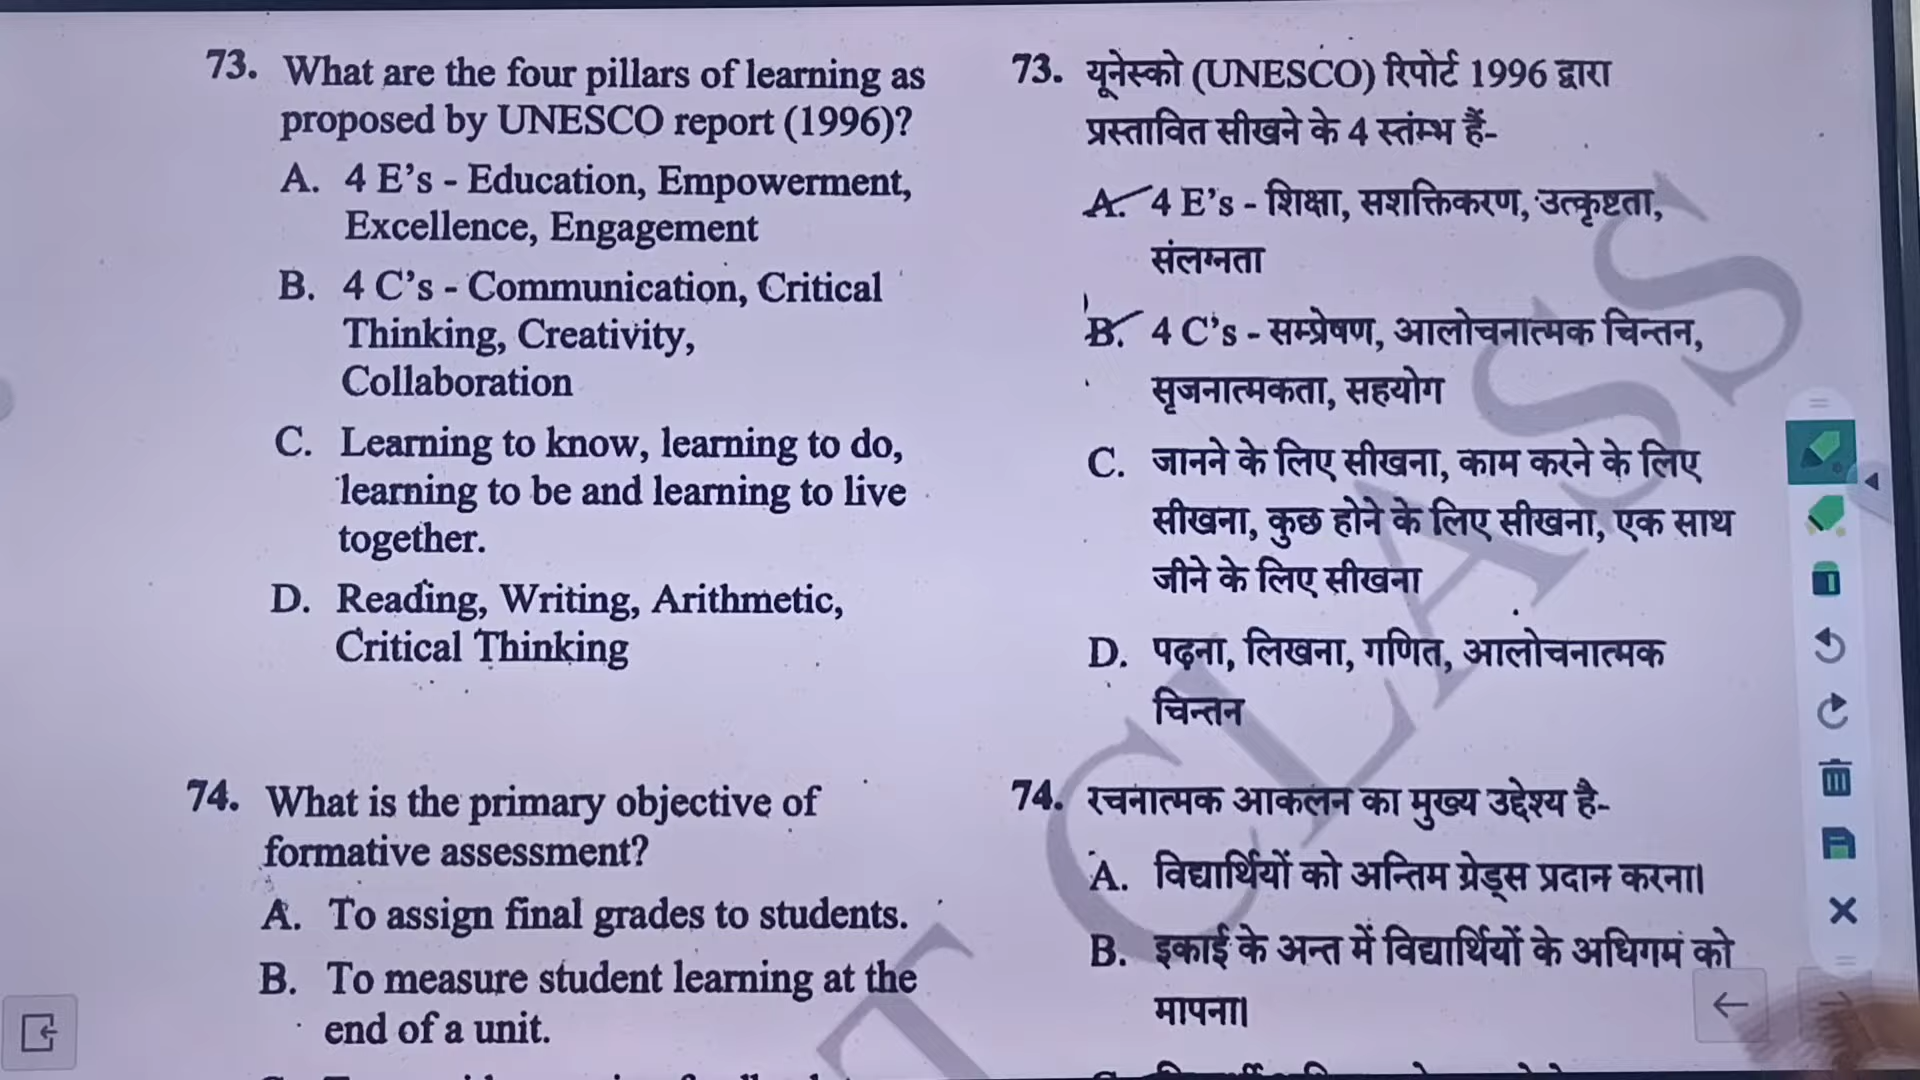 73. What are the four pillars of learning as
proposed by UNESCO report (1996)?
A. 4 E's - Education, Empowerment,
Excellence, Engagement
B. 4 C's - Communication, Critical
Thinking, Creativity,
Collaboration
C. Learning to know, learning to do,
learning to be and learning to live
together.
D. Reading, Writing, Arithmetic,
Critical Thinking
74. What is the primary objective of
formative assessment?
A. To assign final grades to students.
B. To measure student learning at the
end of a unit.
73. यूनेस्को (UNESCO) रिपोर्ट 1996 द्वारा
प्रस्तावित सीखने के 4 स्तंम्भ हैं-
A. 4 E's - शिक्षा, सशक्तिकरण, उत्कृष्टता,
संलग्नता
B. 4 C's - सम्प्रेषण, आलोचनात्मक चिन्तन,
सृजनात्मकता, सहयोग
C. जानने के लिए सीखना, काम करने के लिए
सीखना, कुछ होने के लिए सीखना, एक साथ
जीने के लिए सीखना
D. पढ़ना, लिखना, गणित, आलोचनात्मक
चिन्तन
74. रचनात्मक आकलन का मुख्य उद्देश्य है-
A. विद्यार्थियों को अन्तिम ग्रेड्स प्रदान करना।
B. इकाई के अन्त में विद्यार्थियों के अधिगम को
मापना।
T CLASS